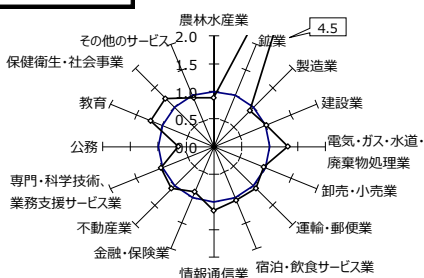 農林水産業
鉱業
4.5
製造業
建設業
電気・ガス・水道・
廃棄物処理業
卸売・小売業
運輸・郵便業
宿泊・飲食サービス業
情報通信業
金融・保険業
不動産業
専門・科学技術、
業務支援サービス業
公務
教育
保健衛生・社会事業
その他のサービス
2.0
1.5
1.0
0.5
0.0